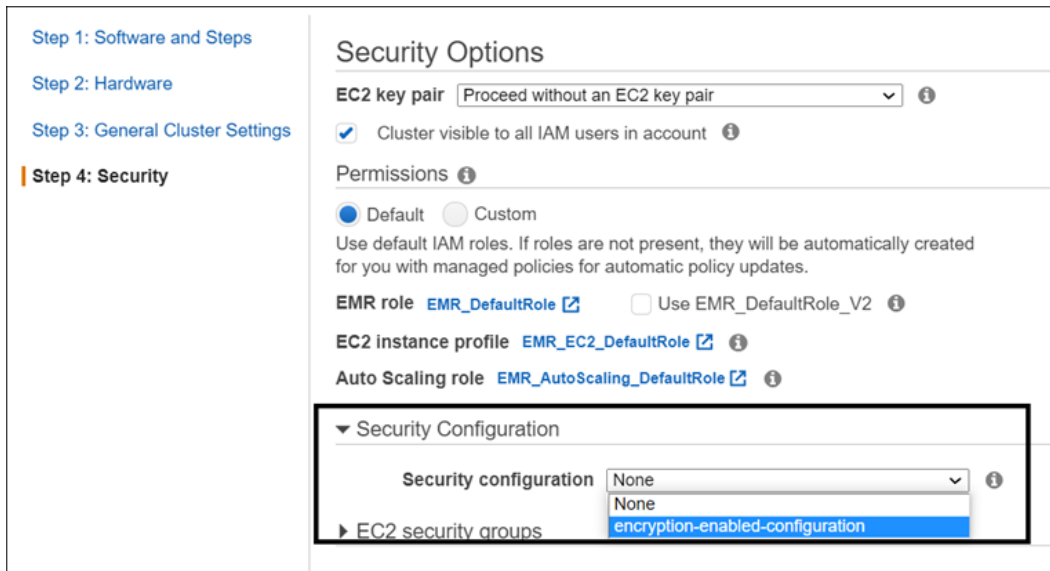 Step 1: Software and Steps
Step 2: Hardware
Step 3: General Cluster Settings
Step 4: Security
Security Options
EC2 key pair Proceed without an EC2 key pair
Cluster visible to all IAM users in account
Permissions
Default Custom
Use default IAM roles. If roles are not present, they will be automatically created
for you with managed policies for automatic policy updates.
EMR role EMR_DefaultRole Use EMR_DefaultRole_V2
EC2 instance profile EMR_EC2_DefaultRole
Auto Scaling role EMR_AutoScaling_DefaultRole
Security Configuration
Security configuration None
None
encryption-enabled-configuration
EC2 security groups